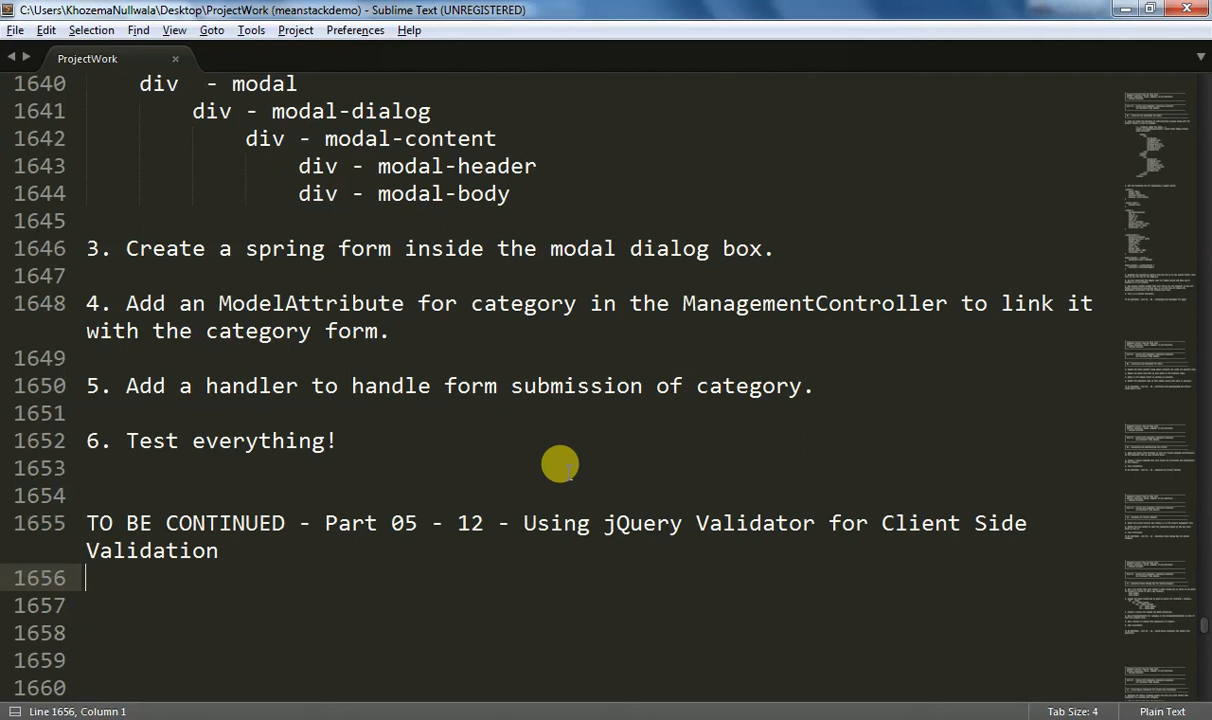 C:\Users\KhozemaNullwala\Desktop\ProjectWork (meanstackdemo) - Sublime Text (UNREGISTERED)
File Edit Selection Find View Goto Tools Project Preferences Help
ProjectWork ×
1640 div - modal
1641 div - modal-dialog
1642 div - modal-content
1643 div - modal-header
1644 div - modal-body
1645
1646 3. Create a spring form inside the modal dialog box.
1647
1648 4. Add an ModelAttribute for category in the ManagementController to link it
with the category form.
1649
1650 5. Add a handler to handle form submission of category.
1651
1652 6. Test everything!
1653
1654
1655 TO BE CONTINUED - Part 05 - 12 - Using jQuery Validator for Client Side
Validation
1656
1657
1658
1659
1660
Line 1656, Column 1 Tab Size: 4 Plain Text